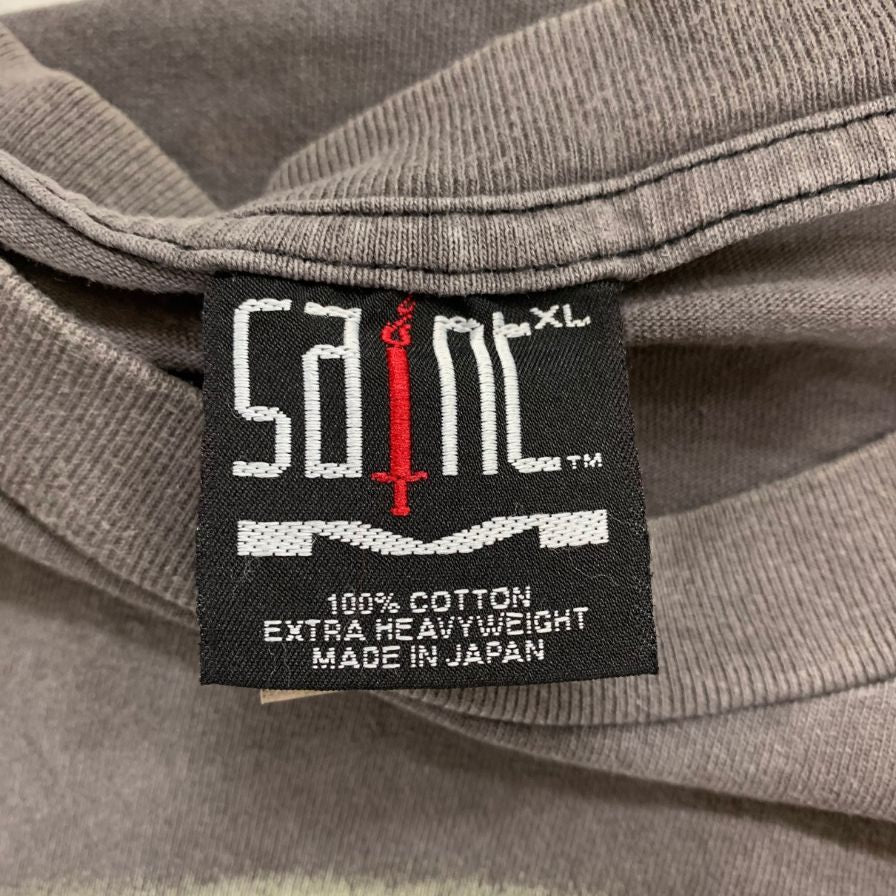 SaInt XL
™
M
100% COTTON
EXTRA HEAVYWEIGHT
MADE IN JAPAN